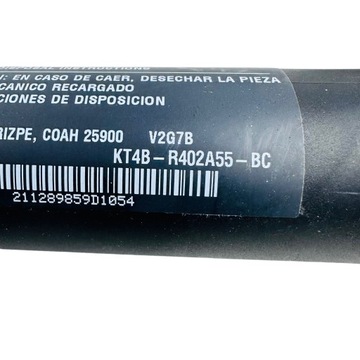 INSTRUCTIONS
: EN CASO DE CAER, DESECHAR LA PIEZA
CANICO RECARGADO
CIONES DE DISPOSICION
RIZPE, COAH 25900 V2G7B
KT4B-R402A55-BC
211289859D1054